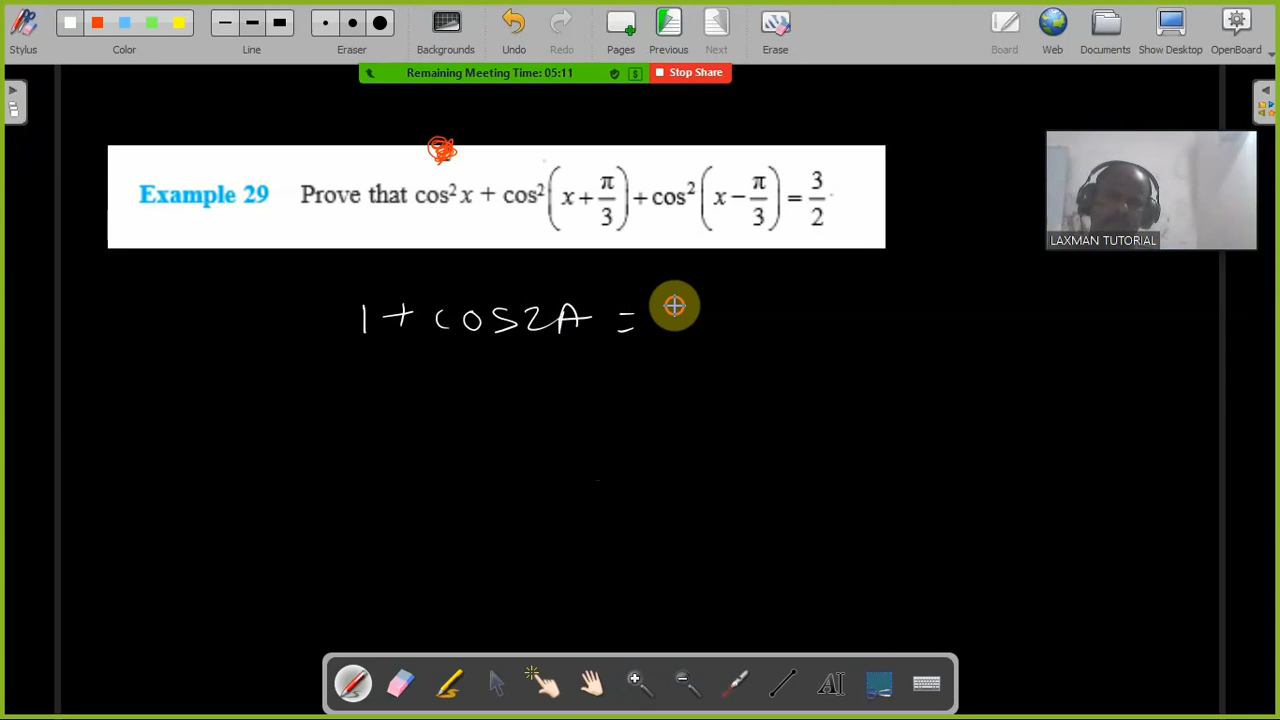 Stylus Color Line Eraser Backgrounds Undo Redo Pages Previous Next Erase Board Web Documents Show Desktop OpenBoard
Remaining Meeting Time: 05:11 $ Stop Share
Example 29 Prove that cos² x + cos² (x + π/3) + cos² (x − π/3) = 3/2
LAXMAN TUTORIAL
1 + cos2A =